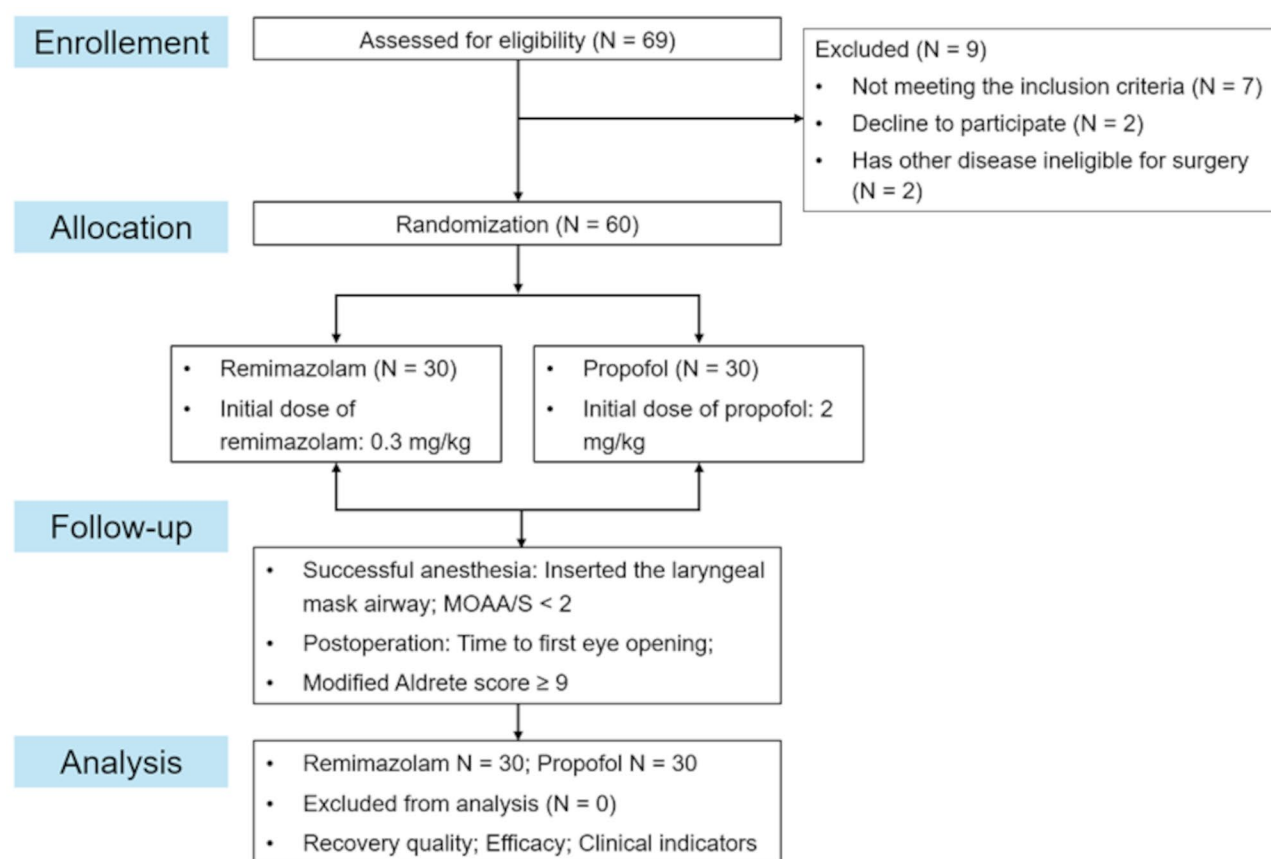 Enrollement
Assessed for eligibility (N = 69)
Excluded (N = 9)
• Not meeting the inclusion criteria (N = 7)
• Decline to participate (N = 2)
• Has other disease ineligible for surgery
(N = 2)
Allocation
Randomization (N = 60)
• Remimazolam (N = 30)
• Initial dose of
remimazolam: 0.3 mg/kg
• Propofol (N = 30)
• Initial dose of propofol: 2
mg/kg
Follow-up
• Successful anesthesia: Inserted the laryngeal
mask airway; MOAA/S < 2
• Postoperation: Time to first eye opening;
• Modified Aldrete score ≥ 9
Analysis
• Remimazolam N = 30; Propofol N = 30
• Excluded from analysis (N = 0)
• Recovery quality; Efficacy; Clinical indicators